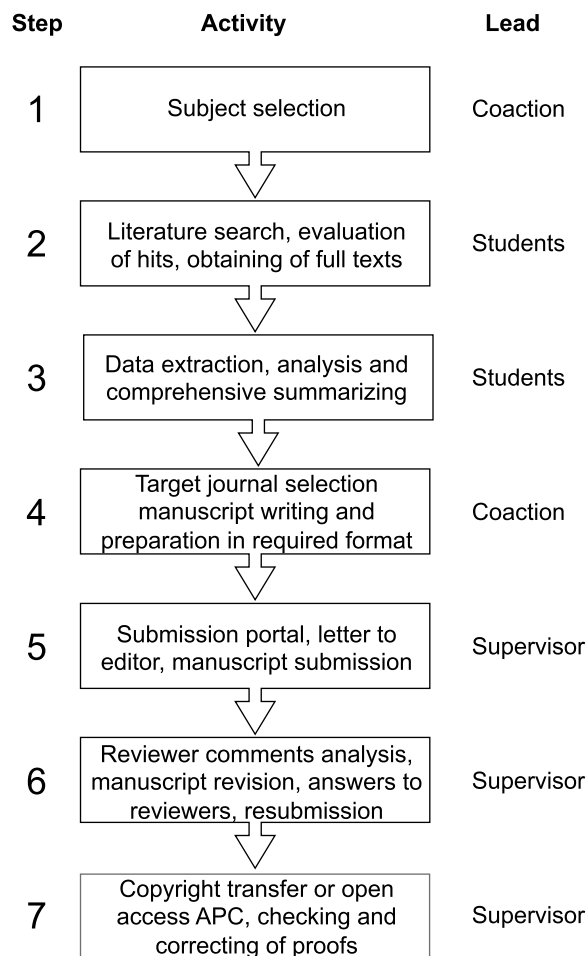 Step Activity Lead
1 Subject selection Coaction
2 Literature search, evaluation
of hits, obtaining of full texts Students
3 Data extraction, analysis and
comprehensive summarizing Students
Target journal selection
4 manuscript writing and Coaction
preparation in required format
5 Submission portal, letter to
editor, manuscript submission Supervisor
Reviewer comments analysis,
6 manuscript revision, answers to Supervisor
reviewers, resubmission
Copyright transfer or open
7 access APC, checking and Supervisor
correcting of proofs